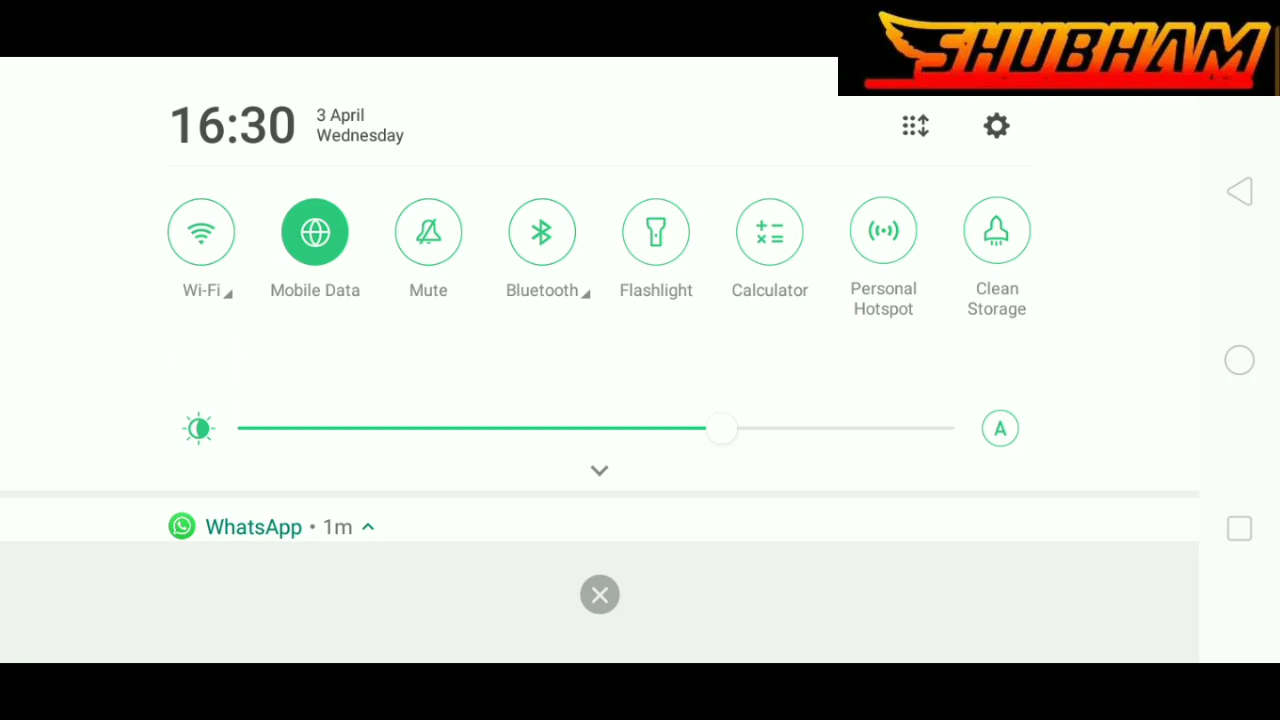 SHUBHAM
16:30
3 April
Wednesday
Wi-Fi
Mobile Data
Mute
Bluetooth
Flashlight
Calculator
Personal
Hotspot
Clean
Storage
A
WhatsApp • 1m